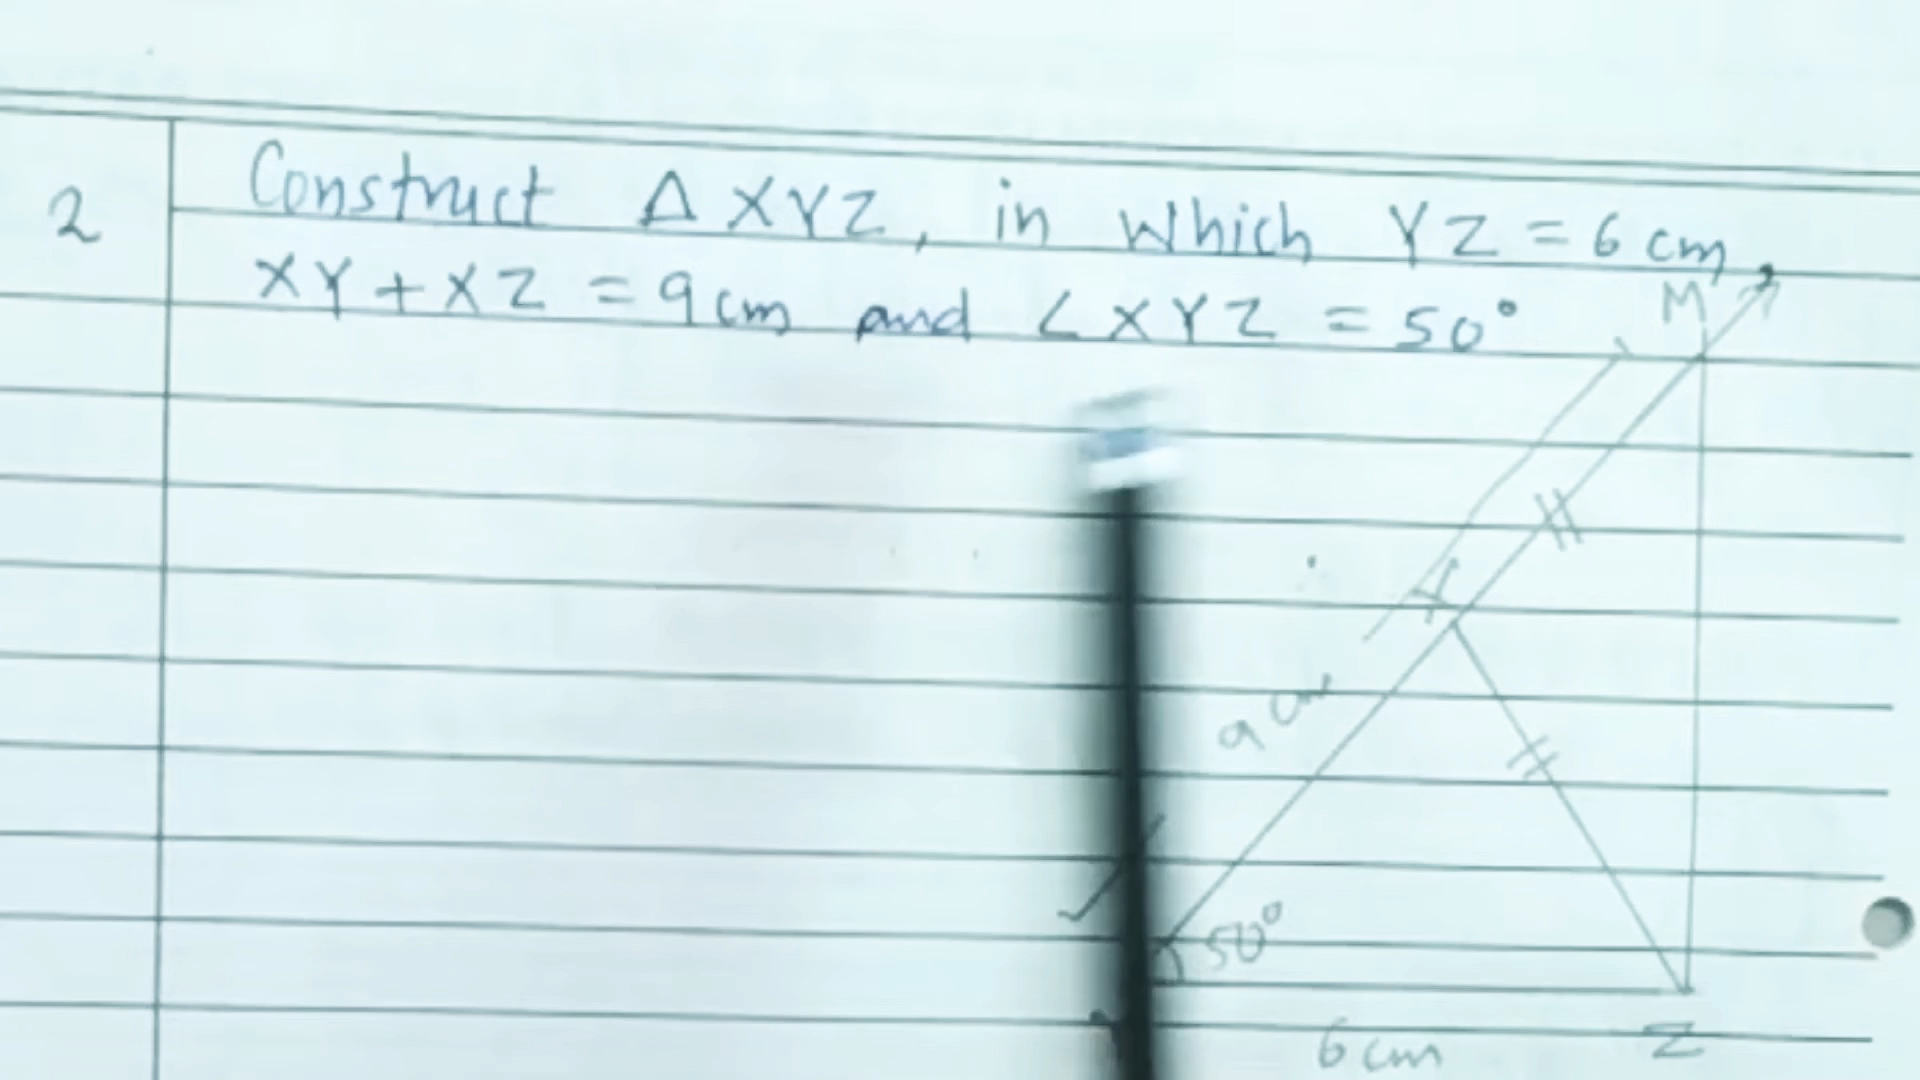 2
Construct Δ XYZ, in which YZ = 6 cm,
XY + XZ = 9 cm and ∠XYZ = 50°
M
X
9 cm
50°
6 cm
Z